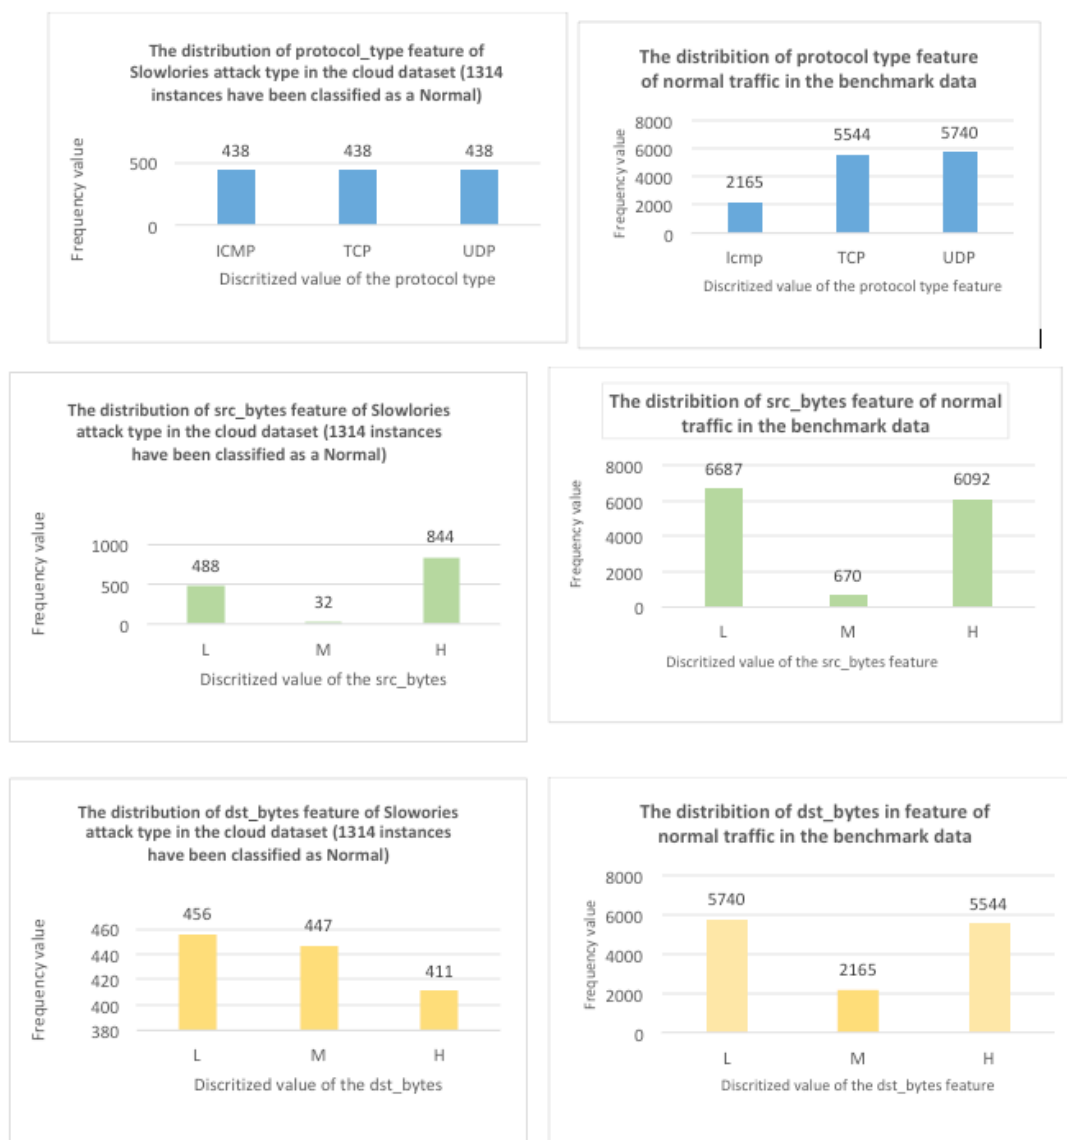 The distribution of protocol_type feature of
Slowlories attack type in the cloud dataset (1314
instances have been classified as a Normal)
Frequency value
500
0
438
438
438
ICMP
TCP
UDP
Discritized value of the protocol type
The distribition of protocol type feature
of normal traffic in the benchmark data
Frequency value
8000
6000
4000
2000
0
2165
5544
5740
Icmp
TCP
UDP
Discritized value of the protocol type feature
The distribution of src_bytes feature of Slowlories
attack type in the cloud dataset (1314 instances
have been classified as a Normal)
Frequency value
1000
500
0
488
32
844
L
M
H
Discritized value of the src_bytes
The distribition of src_bytes feature of normal
traffic in the benchmark data
Frequency value
8000
6000
4000
2000
0
6687
670
6092
L
M
H
Discritized value of the src_bytes feature
The distribution of dst_bytes feature of Slowories
attack type in the cloud dataset (1314 instances
have been classified as Normal)
Frequency value
460
440
420
400
380
456
447
411
L
M
H
Discritized value of the dst_bytes
The distribition of dst_bytes in feature of
normal traffic in the benchmark data
Frequency value
8000
6000
4000
2000
0
5740
2165
5544
L
M
H
Discritized value of the dst_bytes feature